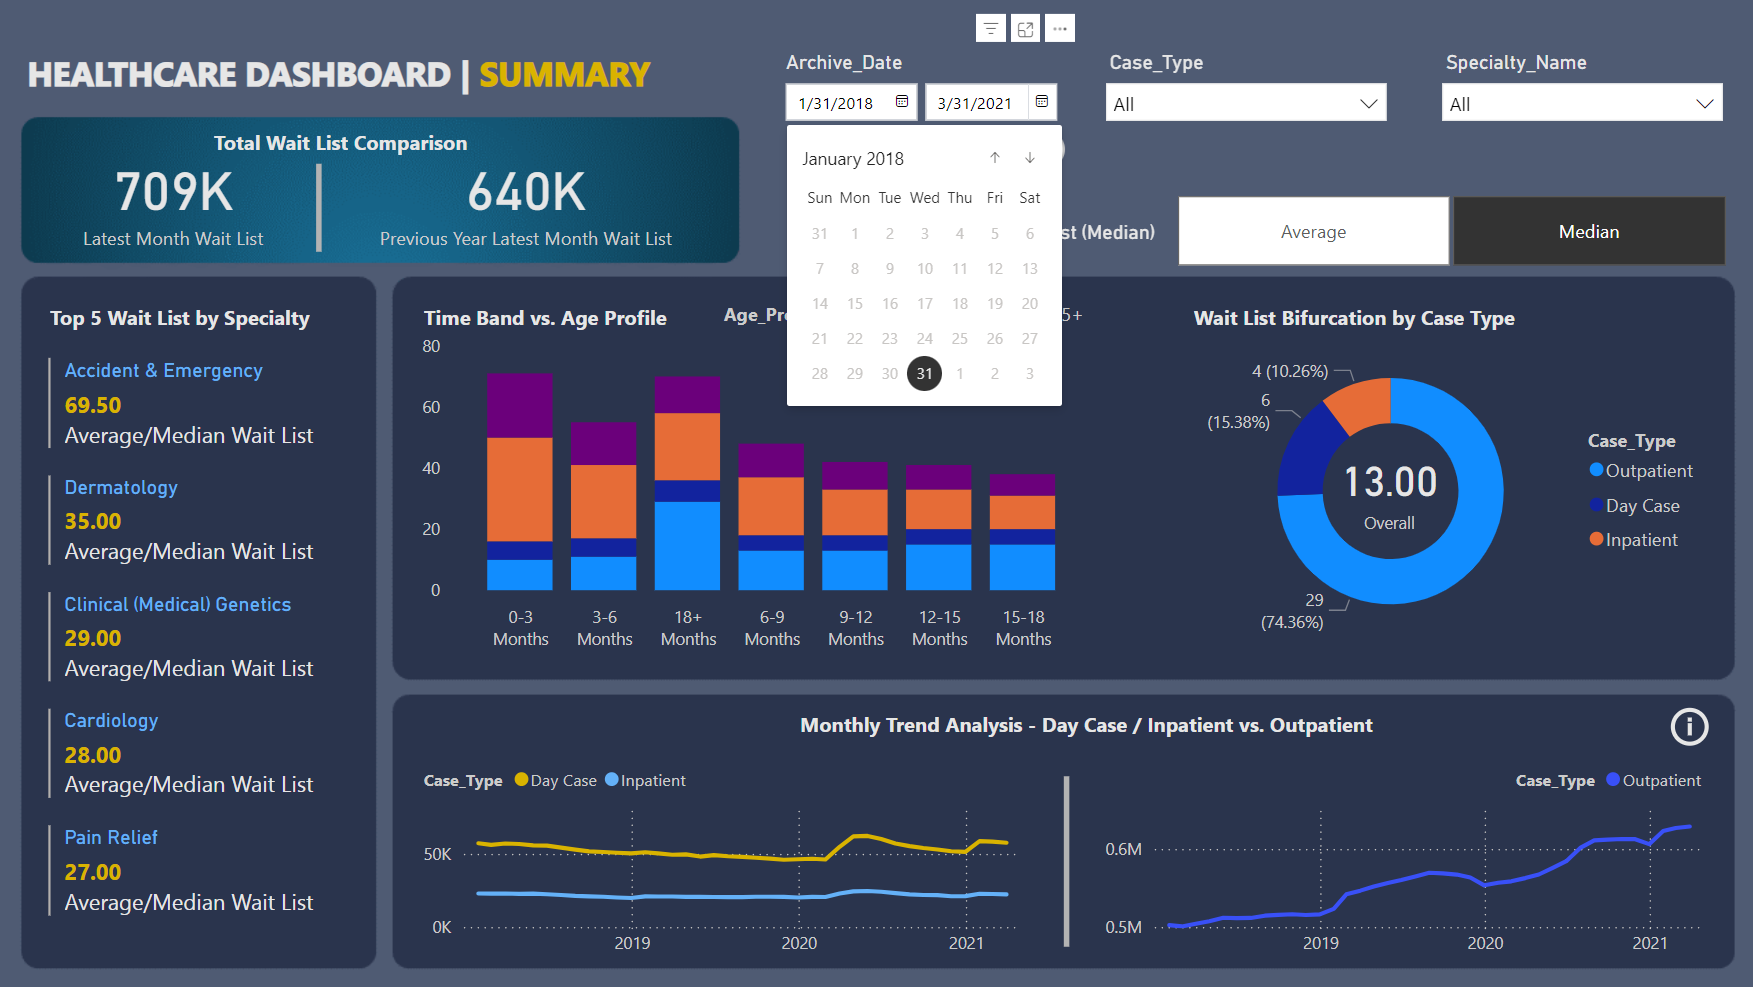 HEALTHCARE DASHBOARD | SUMMARY
Archive_Date
1/31/2018
3/31/2021
Case_Type
All
Specialty_Name
All
January 2018
Sun Mon Tue Wed Thu Fri Sat
31 1 2 3 4 5 6
7 8 9 10 11 12 13
14 15 16 17 18 19 20
21 22 23 24 25 26 27
28 29 30 31 1 2 3
Total Wait List Comparison
709K
Latest Month Wait List
640K
Previous Year Latest Month Wait List
st (Median)
Average
Median
Top 5 Wait List by Specialty
Accident & Emergency
69.50
Average/Median Wait List
Dermatology
35.00
Average/Median Wait List
Clinical (Medical) Genetics
29.00
Average/Median Wait List
Cardiology
28.00
Average/Median Wait List
Pain Relief
27.00
Average/Median Wait List
Time Band vs. Age Profile
Age_Pr
5+
80
60
40
20
0
0-3 Months
3-6 Months
18+ Months
6-9 Months
9-12 Months
12-15 Months
15-18 Months
Wait List Bifurcation by Case Type
4 (10.26%)
6
(15.38%)
13.00
Overall
29
(74.36%)
Case_Type
Outpatient
Day Case
Inpatient
Monthly Trend Analysis - Day Case / Inpatient vs. Outpatient
Case_Type Day Case Inpatient
50K
0K
2019 2020 2021
Case_Type Outpatient
0.6M
0.5M
2019 2020 2021